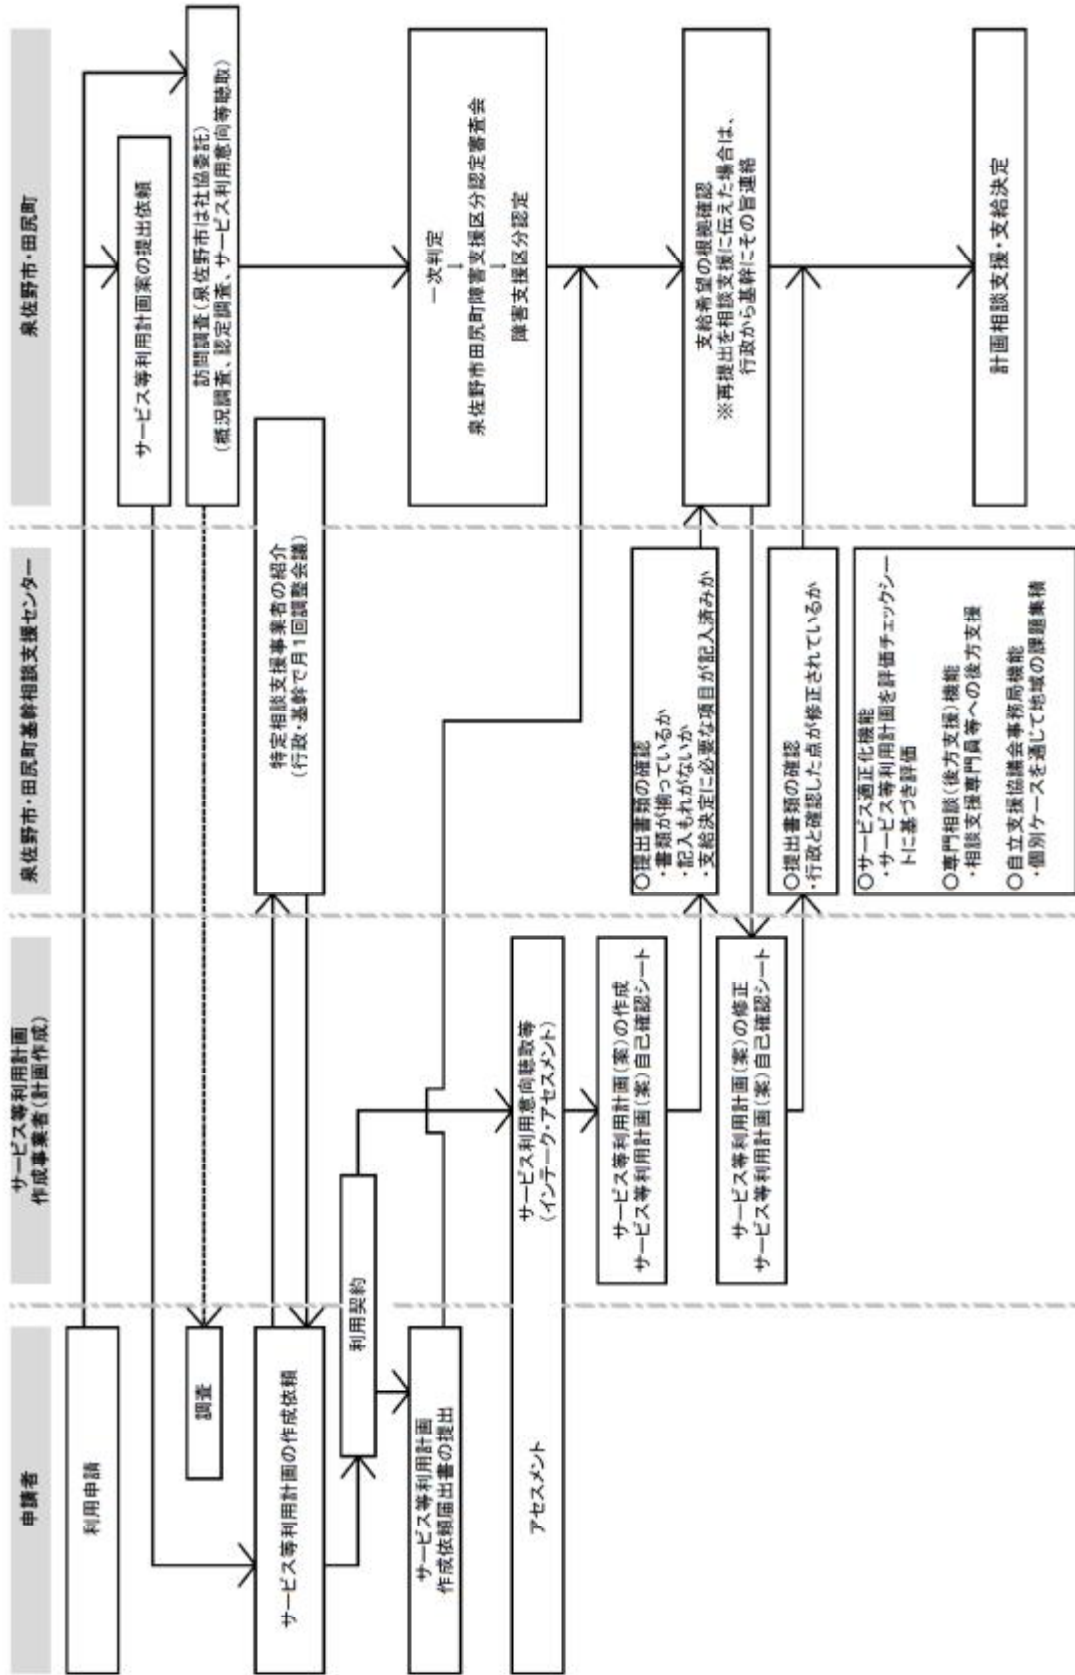 申請者
サービス等利用計画
作成事業者(計画作成)
泉佐野市・田尻町基幹相談支援センター
泉佐野市・田尻町
利用申請
サービス等利用計画案の提出依頼
訪問調査(泉佐野市は社協委託)
(概況調査、認定調査、サービス利用意向等聴取)
調査
サービス等利用計画の作成依頼
特定相談支援事業者の紹介
(行政・基幹で月1回調整会議)
利用契約
サービス等利用計画
作成依頼届出書の提出
一次判定
↓
泉佐野市田尻町障害支援区分認定審査会
↓
障害支援区分認定
アセスメント
サービス利用意向聴取等
(インテーク・アセスメント)
サービス等利用計画(案)の作成
サービス等利用計画(案)自己確認シート
○提出書類の確認
・書類が揃っているか
・記入もれがないか
・支給決定に必要な項目が記入済みか
支給希望の根拠確認
※再提出を相談支援に伝えた場合は、
行政から基幹にその旨連絡
サービス等利用計画(案)の修正
サービス等利用計画(案)自己確認シート
○提出書類の確認
・行政と確認した点が修正されているか
○サービス適正化機能
・サービス等利用計画を評価チェックシー
トに基づき評価
○専門相談(後方支援)機能
・相談支援専門員等への後方支援
○自立支援協議会事務局機能
・個別ケースを通じて地域の課題集積
計画相談支援・支給決定